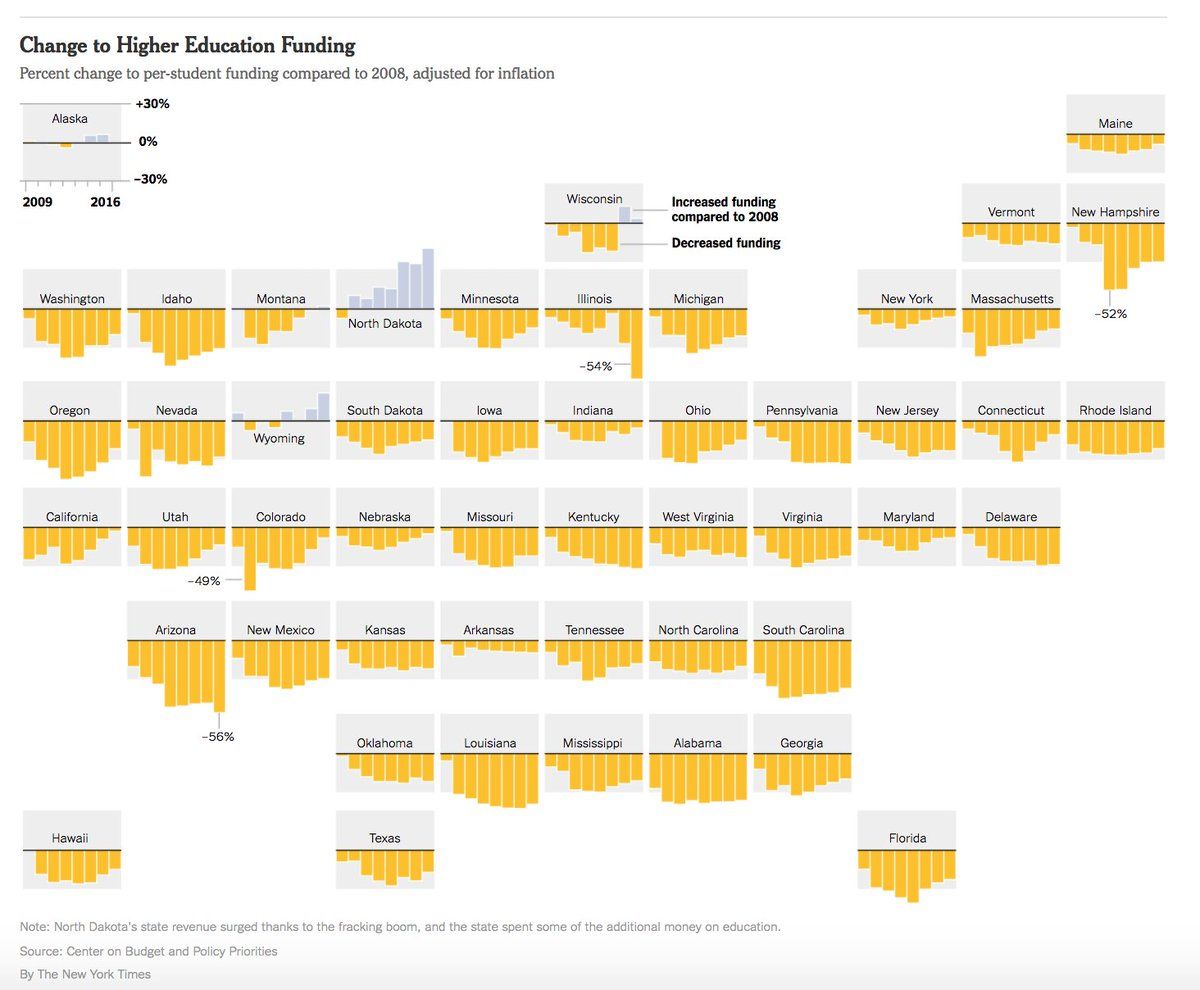 Change to Higher Education Funding
Percent change to per-student funding compared to 2008, adjusted for inflation
+30%
Alaska
0%
–30%
2009 2016
Maine
Wisconsin
Increased funding
compared to 2008
Decreased funding
Vermont
New Hampshire
Washington
Idaho
Montana
North Dakota
Minnesota
Illinois
Michigan
New York
Massachusetts
–52%
–54%
Oregon
Nevada
Wyoming
South Dakota
Iowa
Indiana
Ohio
Pennsylvania
New Jersey
Connecticut
Rhode Island
California
Utah
Colorado
Nebraska
Missouri
Kentucky
West Virginia
Virginia
Maryland
Delaware
–49%
Arizona
New Mexico
Kansas
Arkansas
Tennessee
North Carolina
South Carolina
–56%
Oklahoma
Louisiana
Mississippi
Alabama
Georgia
Hawaii
Texas
Florida
Note: North Dakota's state revenue surged thanks to the fracking boom, and the state spent some of the additional money on education.
Source: Center on Budget and Policy Priorities
By The New York Times